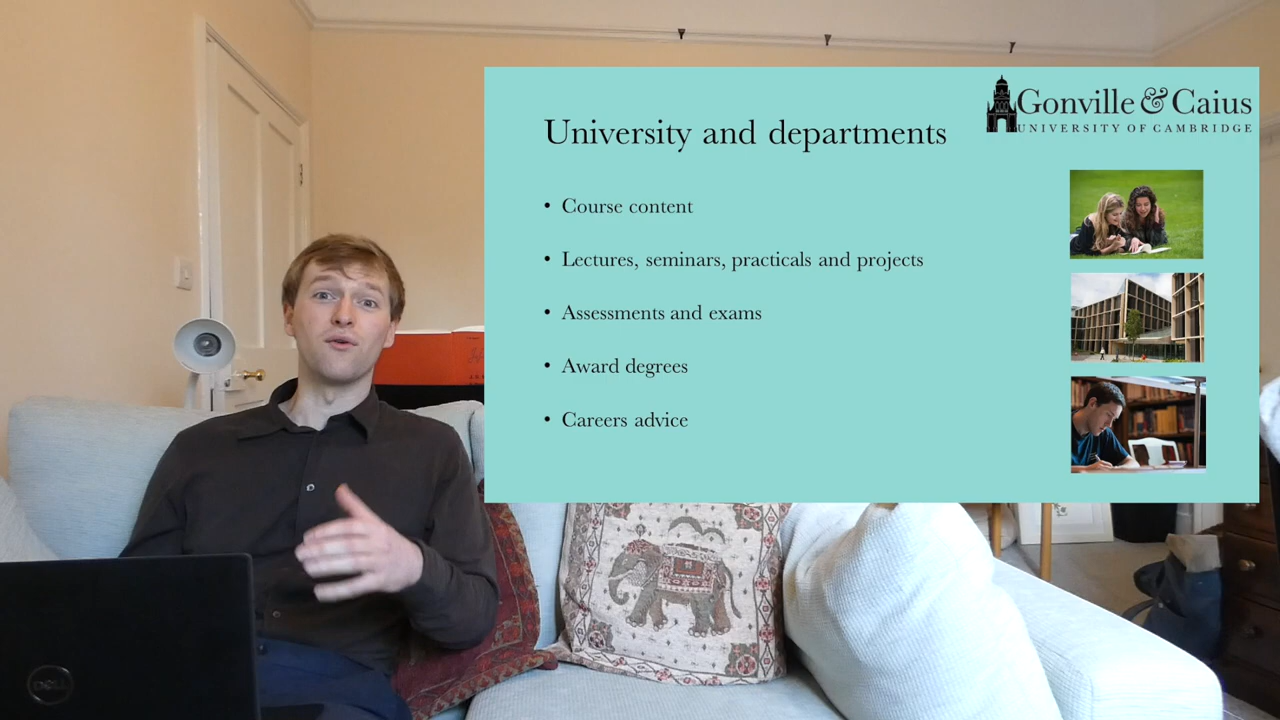 University and departments
Gonville & Caius
UNIVERSITY OF CAMBRIDGE
• Course content
• Lectures, seminars, practicals and projects
• Assessments and exams
• Award degrees
• Careers advice
DELL